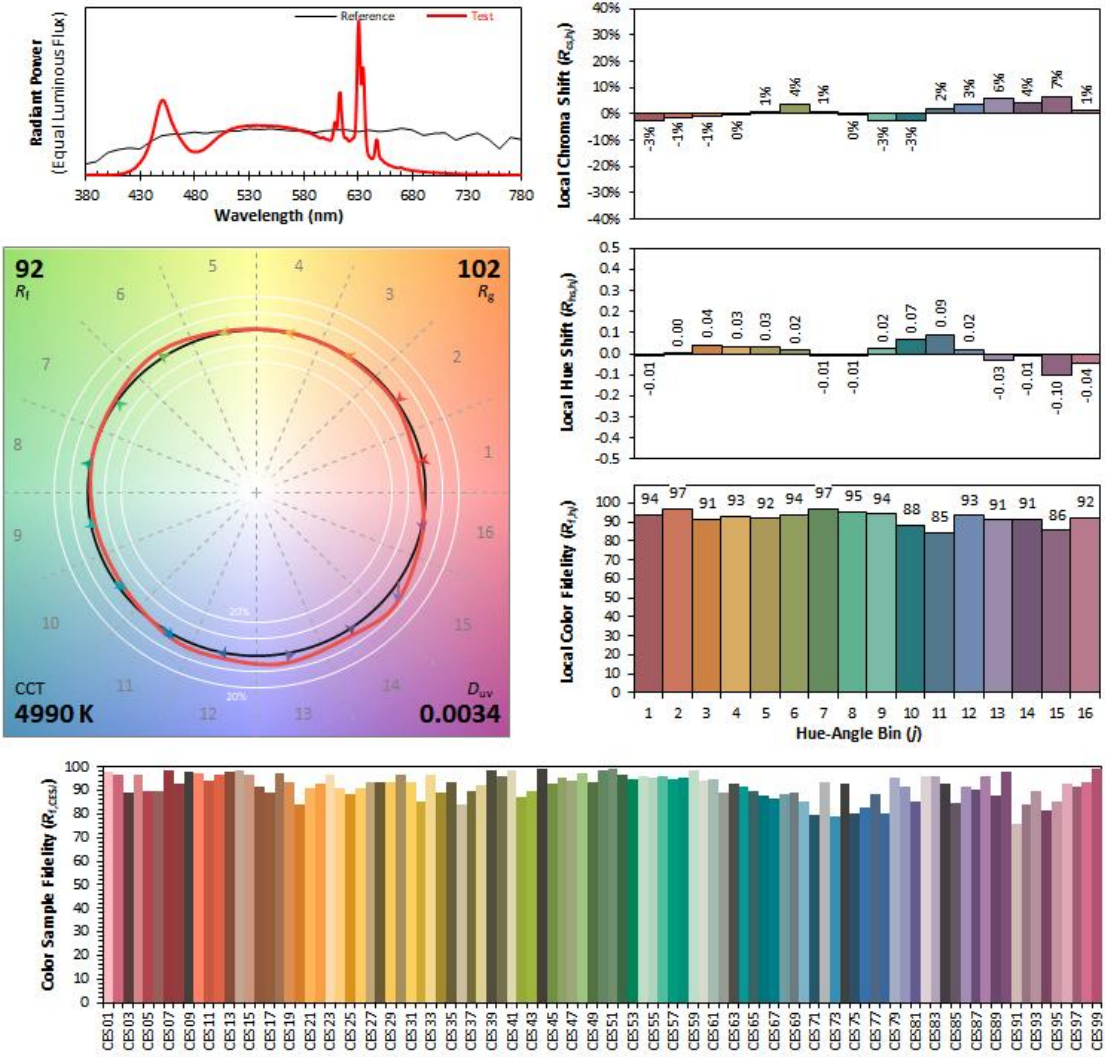 Reference Test
Radiant Power
(Equal Luminous Flux)
380 430 480 530 580 630 680 730 780
Wavelength (nm)
Local Chroma Shift (Rcs,hj)
40%
30%
20%
10%
0%
-10%
-20%
-30%
-40%
-3% -1% -1% 0% 1% 4% 1% 0% -3% -3% 2% 3% 6% 4% 7% 1%
92
Rf
102
Rg
5 4
6 3
7 2
8 1
9 16
10 15
11 14
12 13
20%
20%
CCT
4990 K
Duv
0.0034
Local Hue Shift (Rhs,hj)
0.5
0.4
0.3
0.2
0.1
0.0
-0.1
-0.2
-0.3
-0.4
-0.5
-0.01 0.00 0.04 0.03 0.03 0.02 -0.01 -0.01 0.02 0.07 0.09 0.02 -0.03 -0.01 -0.10 -0.04
Local Color Fidelity (Rf,hj)
100
90
80
70
60
50
40
30
20
10
0
94 97 91 93 92 94 97 95 94 88 85 93 91 91 86 92
1 2 3 4 5 6 7 8 9 10 11 12 13 14 15 16
Hue-Angle Bin (j)
Color Sample Fidelity (Rf,CESi)
100
90
80
70
60
50
40
30
20
10
0
CES01 CES03 CES05 CES07 CES09 CES11 CES13 CES15 CES17 CES19 CES21 CES23 CES25 CES27 CES29 CES31 CES33 CES35 CES37 CES39 CES41 CES43 CES45 CES47 CES49 CES51 CES53 CES55 CES57 CES59 CES61 CES63 CES65 CES67 CES69 CES71 CES73 CES75 CES77 CES79 CES81 CES83 CES85 CES87 CES89 CES91 CES93 CES95 CES97 CES99